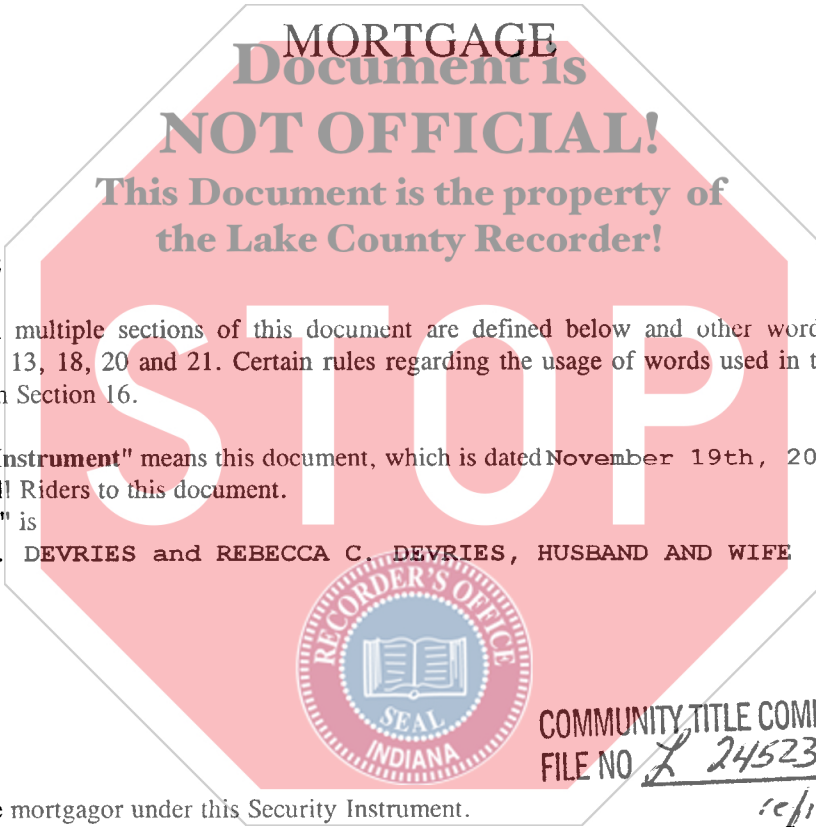 MORTGAGE
Document is
NOT OFFICIAL!
This Document is the property of
the Lake County Recorder!
multiple sections of this document are defined below and other word
13, 18, 20 and 21. Certain rules regarding the usage of words used in t
Section 16.
Instrument" means this document, which is dated November 19th, 20
Riders to this document.
" is
. DEVRIES and REBECCA C. DEVRIES, HUSBAND AND WIFE
STOP
RECORDER'S OFFICE
SEAL
INDIANA
COMMUNITY TITLE COM
FILE NO L 24523
mortgagor under this Security Instrument.